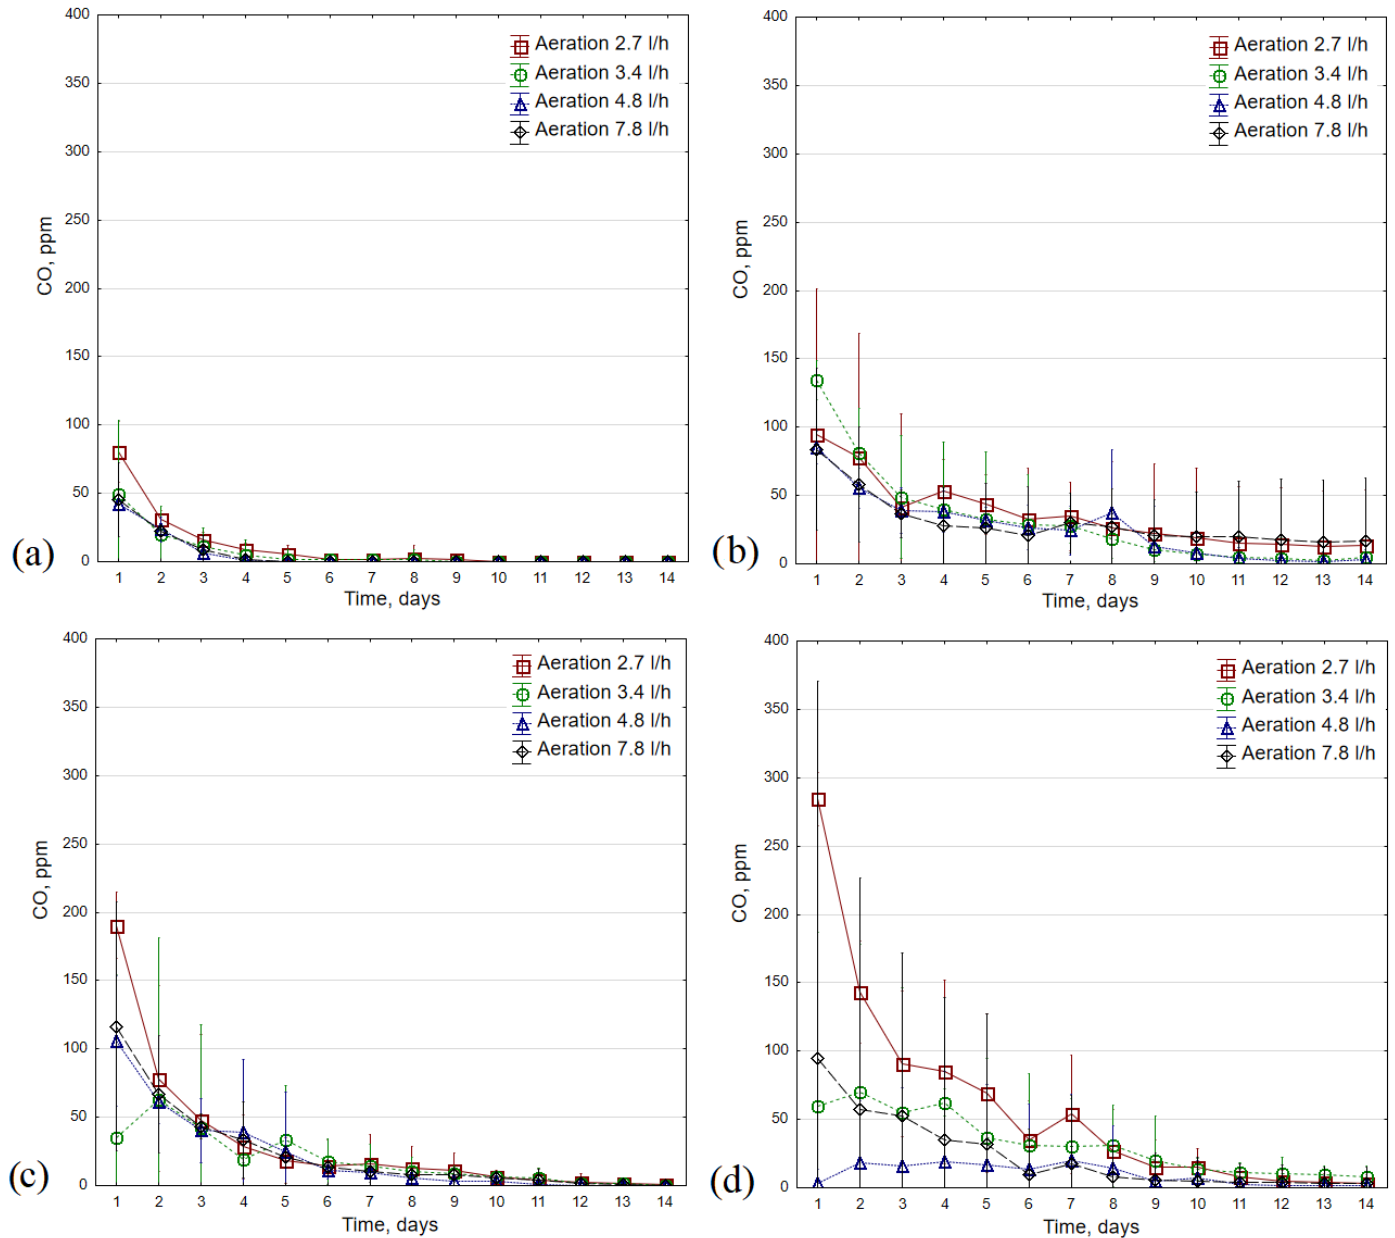 400
350
300
250
200
150
100
50
0
CO, ppm
Aeration 2.7 l/h
Aeration 3.4 l/h
Aeration 4.8 l/h
Aeration 7.8 l/h
(a)
1 2 3 4 5 6 7 8 9 10 11 12 13 14
Time, days
400
350
300
250
200
150
100
50
0
CO, ppm
Aeration 2.7 l/h
Aeration 3.4 l/h
Aeration 4.8 l/h
Aeration 7.8 l/h
(b)
1 2 3 4 5 6 7 8 9 10 11 12 13 14
Time, days
400
350
300
250
200
150
100
50
0
CO, ppm
Aeration 2.7 l/h
Aeration 3.4 l/h
Aeration 4.8 l/h
Aeration 7.8 l/h
(c)
1 2 3 4 5 6 7 8 9 10 11 12 13 14
Time, days
400
350
300
250
200
150
100
50
0
CO, ppm
Aeration 2.7 l/h
Aeration 3.4 l/h
Aeration 4.8 l/h
Aeration 7.8 l/h
(d)
1 2 3 4 5 6 7 8 9 10 11 12 13 14
Time, days